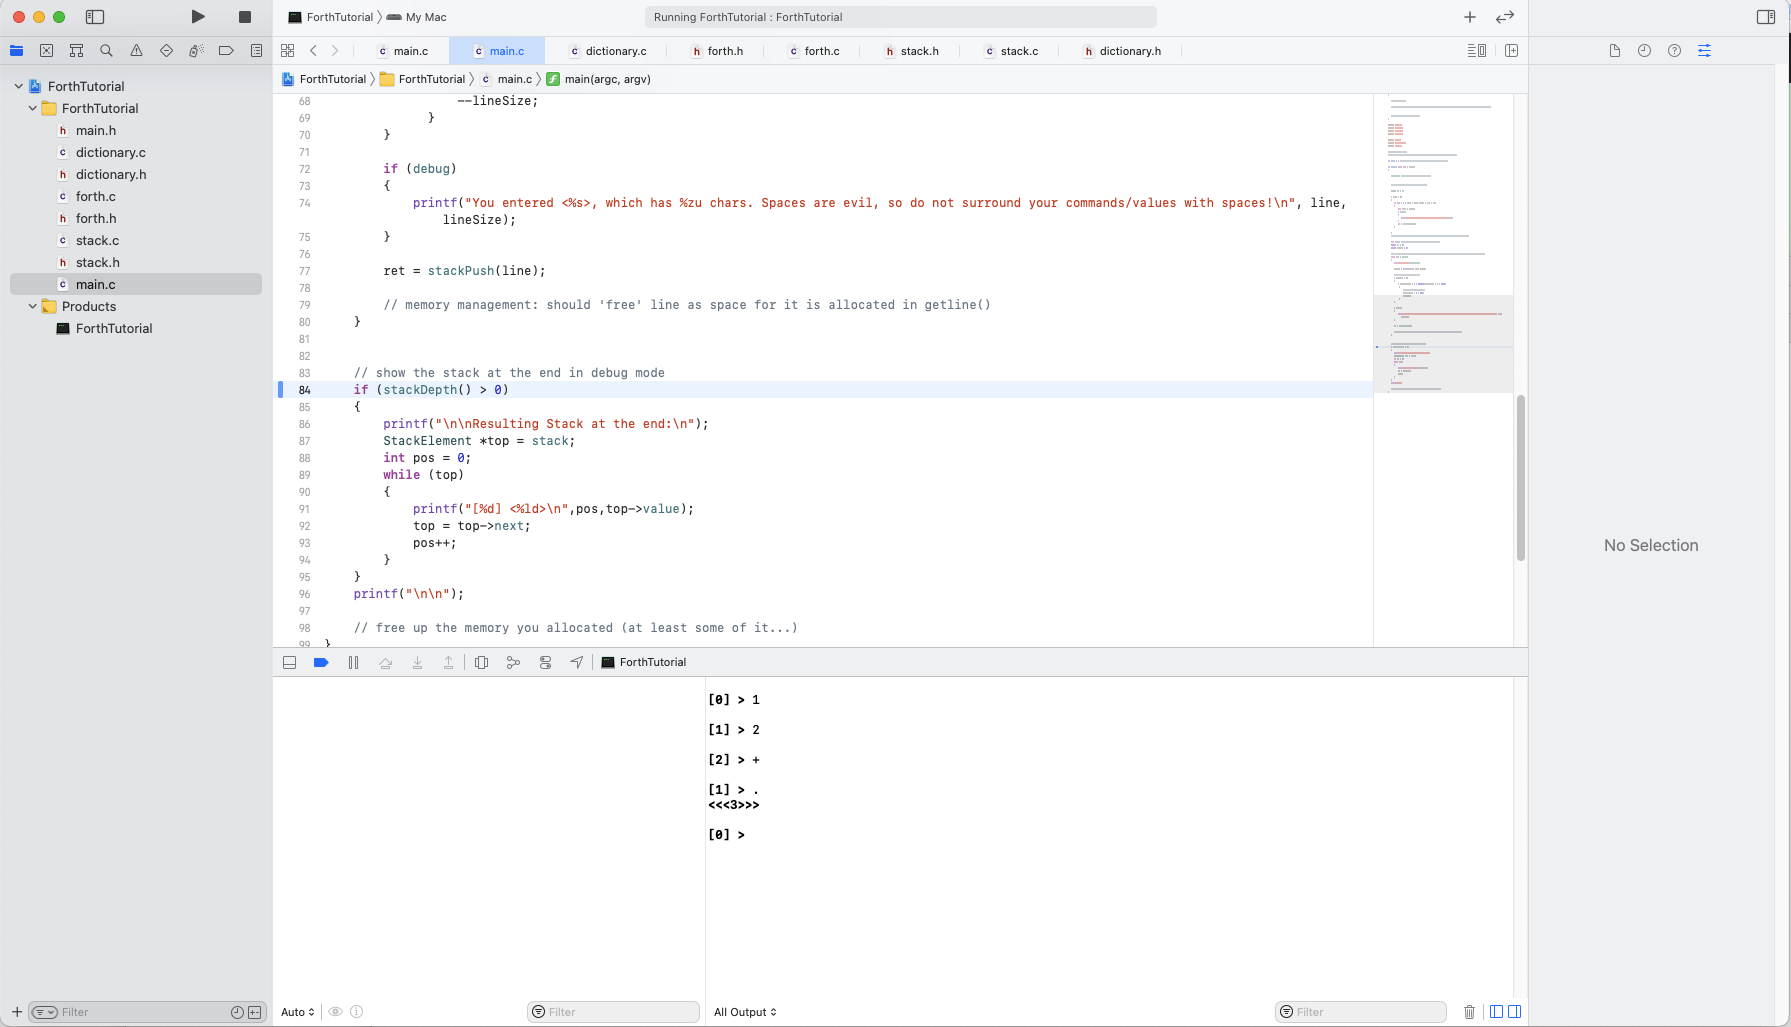 ForthTutorial
My Mac
Running ForthTutorial : ForthTutorial
main.c
main.c
dictionary.c
forth.h
forth.c
stack.h
stack.c
dictionary.h
ForthTutorial
ForthTutorial
main.c
main(argc, argv)
ForthTutorial
ForthTutorial
main.h
dictionary.c
dictionary.h
forth.c
forth.h
stack.c
stack.h
main.c
Products
ForthTutorial
68 --lineSize;
69 }
70 }
71
72 if (debug)
73 {
74 printf("You entered <%s>, which has %zu chars. Spaces are evil, so do not surround your commands/values with spaces!\n", line,
lineSize);
75 }
76
77 ret = stackPush(line);
78
79 // memory management: should 'free' line as space for it is allocated in getline()
80 }
81
82
83 // show the stack at the end in debug mode
84 if (stackDepth() > 0)
85 {
86 printf("\n\nResulting Stack at the end:\n");
87 StackElement *top = stack;
88 int pos = 0;
89 while (top)
90 {
91 printf("[%d] <%ld>\n",pos,top->value);
92 top = top->next;
93 pos++;
94 }
95 }
96 printf("\n\n");
97
98 // free up the memory you allocated (at least some of it...)
99 }
No Selection
ForthTutorial
[0] > 1
[1] > 2
[2] > +
[1] > .
<<<3>>>
[0] >
Filter
Auto
Filter
All Output
Filter